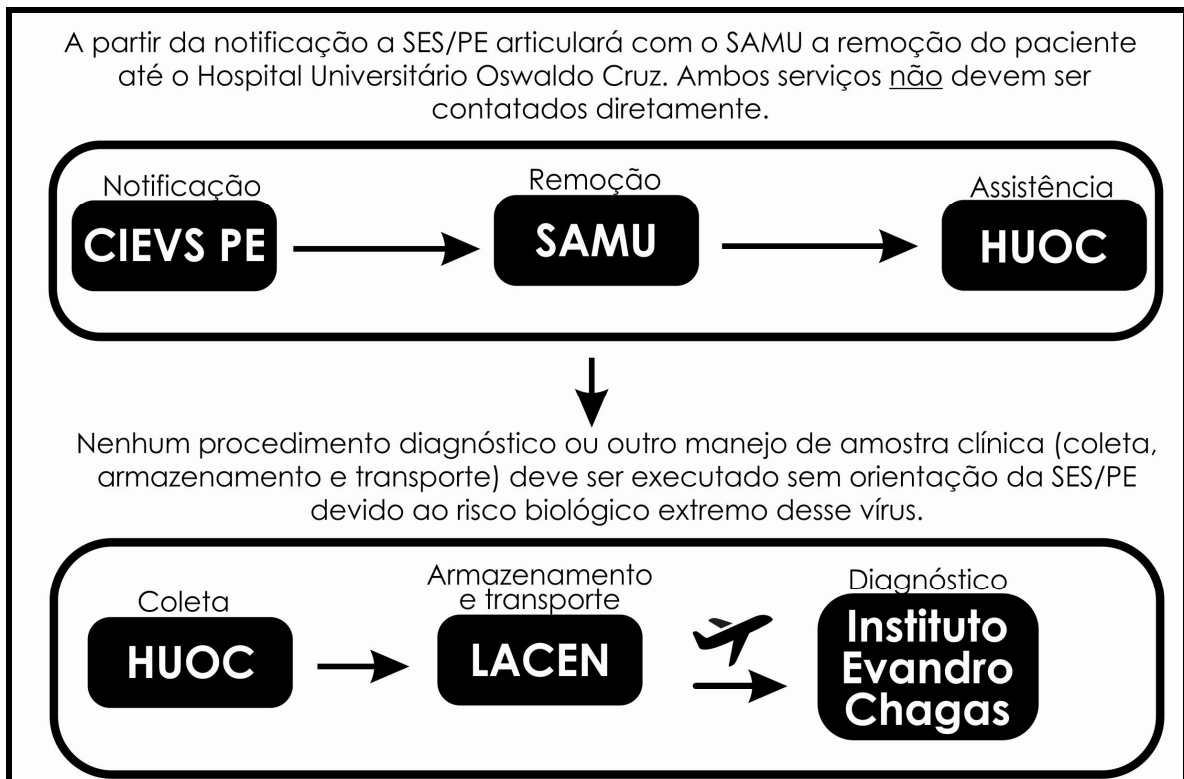 A partir da notificação a SES/PE articulará com o SAMU a remoção do paciente
até o Hospital Universitário Oswaldo Cruz. Ambos serviços não devem ser
contatados diretamente.
Notificação
CIEVS PE
Remoção
SAMU
Assistência
HUOC
Nenhum procedimento diagnóstico ou outro manejo de amostra clínica (coleta,
armazenamento e transporte) deve ser executado sem orientação da SES/PE
devido ao risco biológico extremo desse vírus.
Coleta
HUOC
Armazenamento
e transporte
LACEN
Diagnóstico
Instituto
Evandro
Chagas